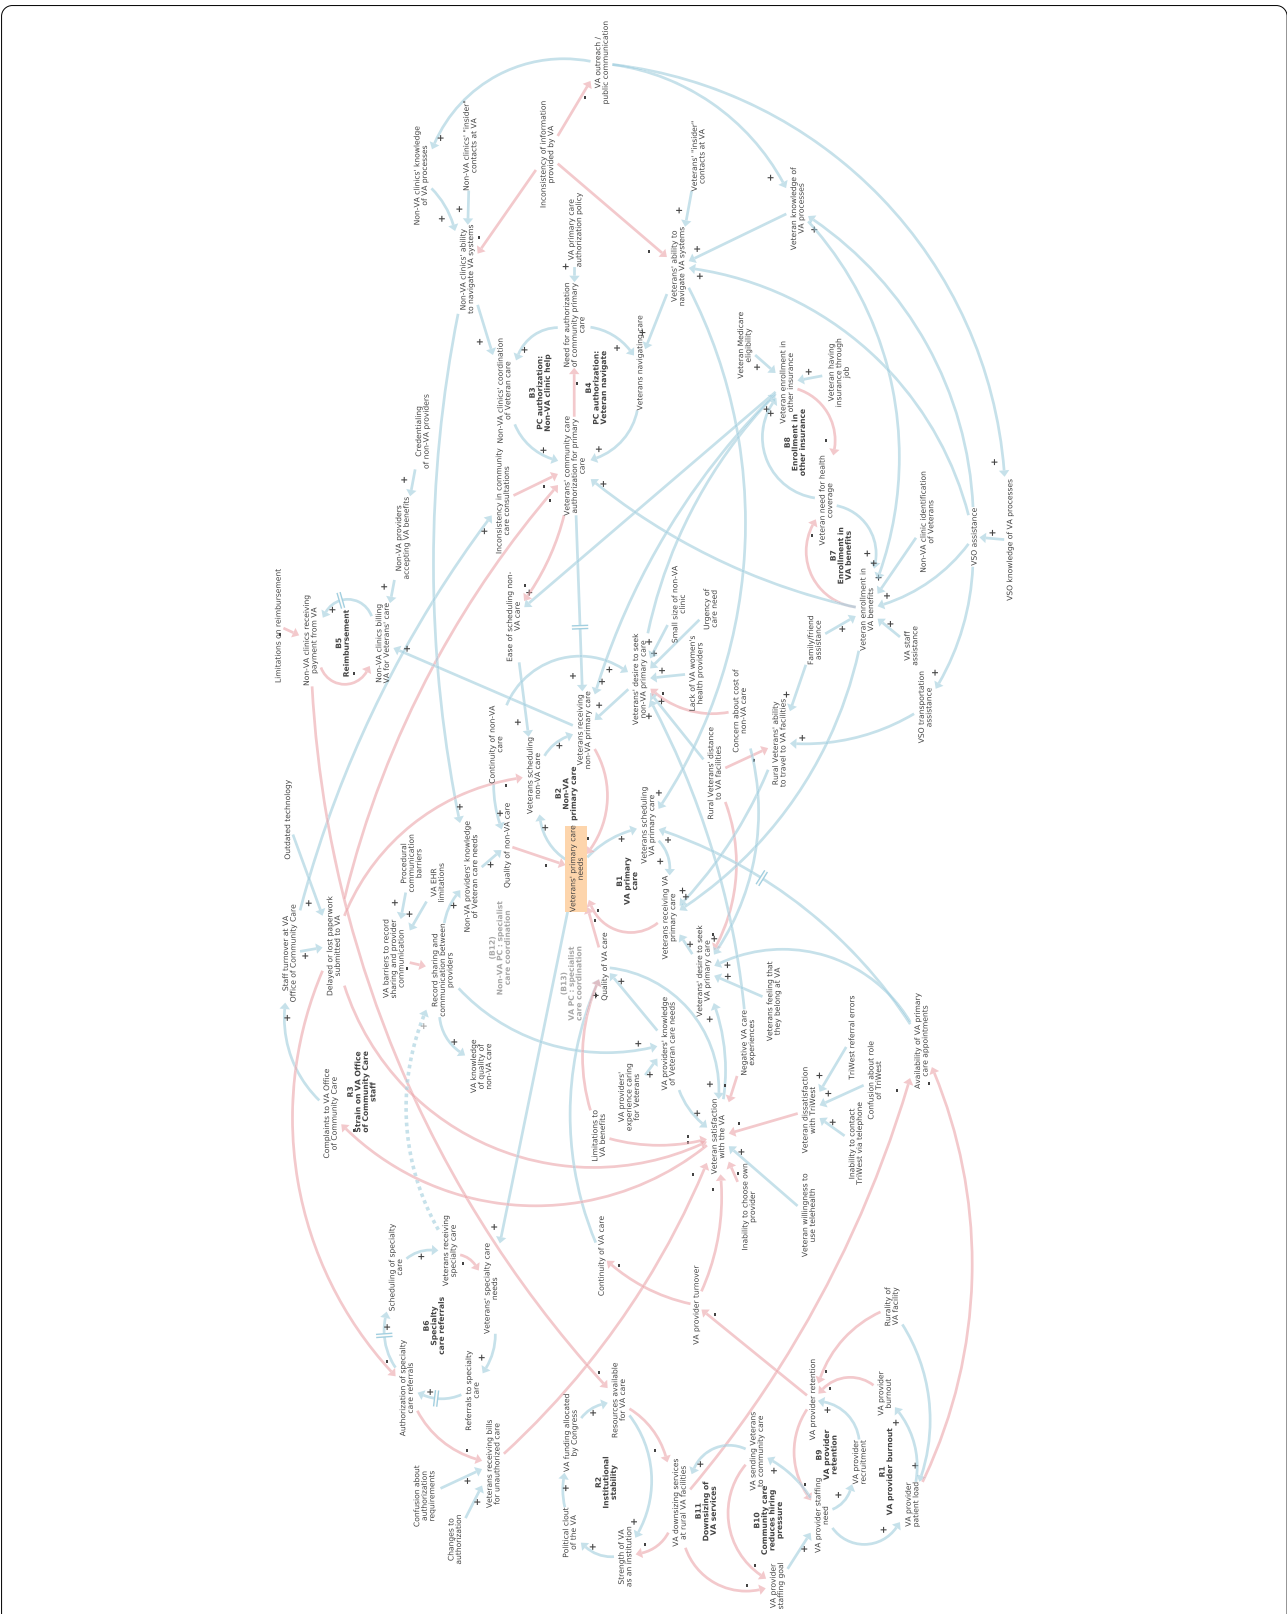 VA outreach /
public communication
Non-VA clinics' knowledge
of VA processes
Non-VA clinics' "insider"
contacts at VA
Inconsistency of information
provided by VA
Veterans' "insider"
contacts at VA
Veteran knowledge of
VA processes
Non-VA clinics' ability
to navigate VA systems
VA primary care
authorization policy
Veterans' ability to
navigate VA systems
Need for authorization
of community primary
care
Non-VA clinics' coordination
of Veteran care
B3
PC authorization:
Non-VA clinic help
B4
PC authorization:
Veteran navigate
Veterans navigating care
Veteran Medicare
eligibility
Veteran enrollment in
other insurance
Veteran having
insurance through
job
Credentialing
of non-VA providers
Inconsistency in community
care consultations
Veterans' community care
authorization for primary
care
B8
Enrollment in
other insurance
Veteran need for health
coverage
Non-VA providers
accepting VA benefits
B7
Enrollment in
VA benefits
Non-VA clinic identification
of Veterans
VSO assistance
VSO knowledge of VA processes
Limitations on reimbursement
Non-VA clinics receiving
payment from VA
B5
Reimbursement
Non-VA clinics billing
VA for Veterans' care
Ease of scheduling non-
VA care
Small size of non-VA
clinic
Urgency of
care need
Lack of VA women's
health providers
Veterans' desire to seek
non-VA primary care
Family/friend
assistance
Veteran enrollment in
VA benefits
VA staff
assistance
VSO transportation
assistance
Concern about cost of
non-VA care
Rural Veterans' ability
to travel to VA facilities
Rural Veterans' distance
to VA facilities
Continuity of non-VA
care
Veterans receiving
non-VA primary care
Veterans scheduling
non-VA care
B2
Non-VA
primary care
Veterans scheduling
VA primary care
Outdated technology
Procedural
communication
barriers
VA EHR
limitations
Non-VA providers' knowledge
of Veteran care needs
Quality of non-VA care
Veterans' primary care
needs
B1
VA primary
care
Veterans receiving VA
primary care
Staff turnover at VA
Office of Community Care
Delayed or lost paperwork
submitted to VA
VA barriers to record
sharing and provider
communication
Record sharing and
communication between
providers
(B12)
Non-VA PC : specialist
care coordination
(B13)
VA PC : specialist
care coordination
Quality of VA care
Veterans' desire to seek
VA primary care
Veterans feeling that
they belong at VA
Negative VA care
experiences
Availability of VA primary
care appointments
VA knowledge
of quality of
non-VA care
VA providers'
experience caring
for Veterans
VA providers' knowledge
of Veteran care needs
Complaints to VA Office
of Community Care
R3
Strain on VA Office
of Community Care
staff
Limitations to
VA benefits
Veteran satisfaction
with the VA
Veteran dissatisfaction
with TriWest
TriWest referral errors
Confusion about role
of TriWest
Inability to contact
TriWest via telephone
Inability to choose own
provider
Veteran willingness to
use telehealth
Scheduling of specialty
care
Veterans receiving
specialty care
Veterans' specialty care
needs
B6
Specialty
care referrals
Continuity of VA care
VA provider turnover
Rurality of
VA facility
Authorization of specialty
care referrals
Referrals to specialty
care
Veterans receiving bills
for unauthorized care
Confusion about
authorization
requirements
Changes to
authorization
VA funding allocated
by Congress
Resources available
for VA care
R2
Institutional
stability
Political clout
of the VA
Strength of VA
as an institution
VA downsizing services
at rural VA facilities
B11
Downsizing of
VA services
VA sending Veterans
to community care
B10
Community care
reduces hiring
pressure
VA provider
staffing goal
VA provider staffing
need
B9
VA provider
retention
VA provider retention
VA provider
recruitment
VA provider
burnout
R1
VA provider burnout
VA provider
patient load